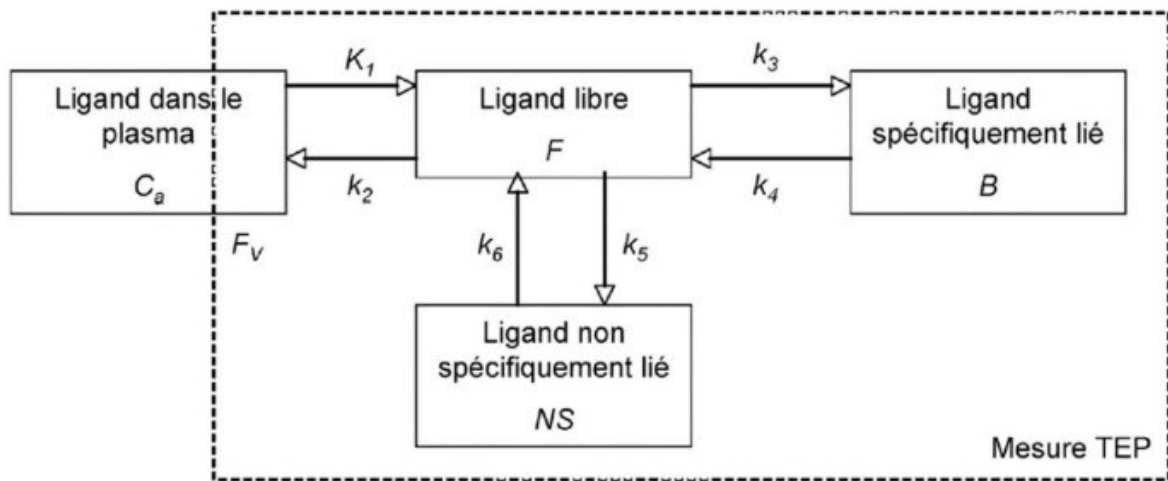 Ligand dans le
plasma
Cₐ
K₁
k₂
Ligand libre
F
k₃
k₄
Ligand
spécifiquement lié
B
F_V
k₆
k₅
Ligand non
spécifiquement lié
NS
Mesure TEP